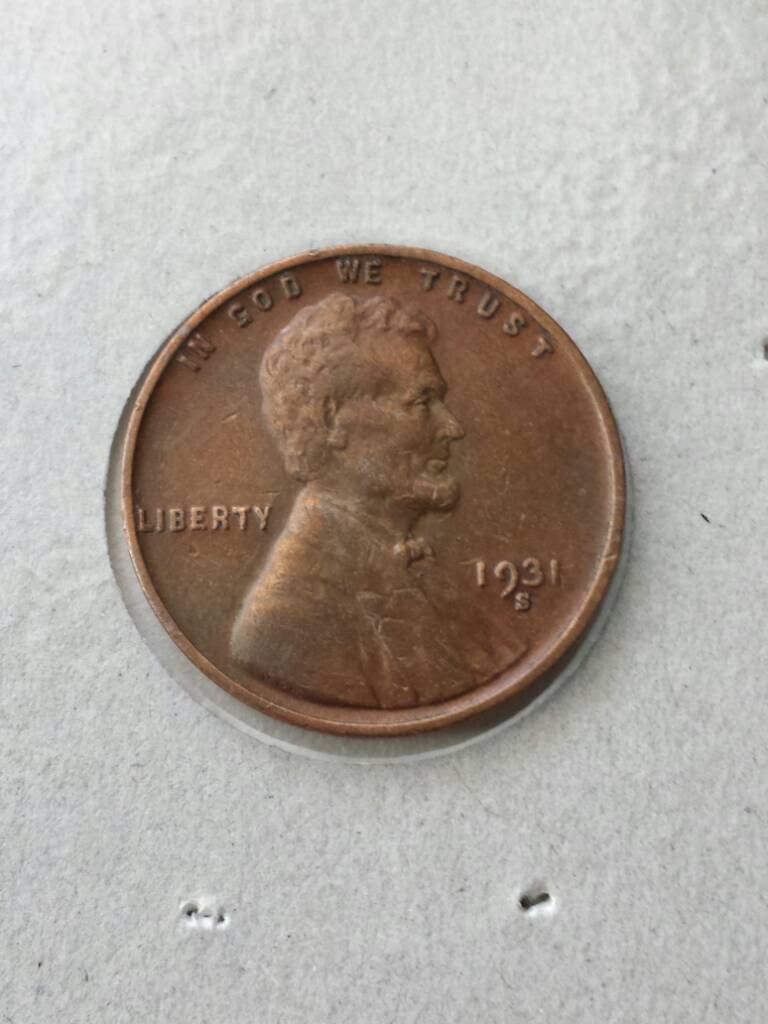 IN GOD WE TRUST
LIBERTY
1931
S